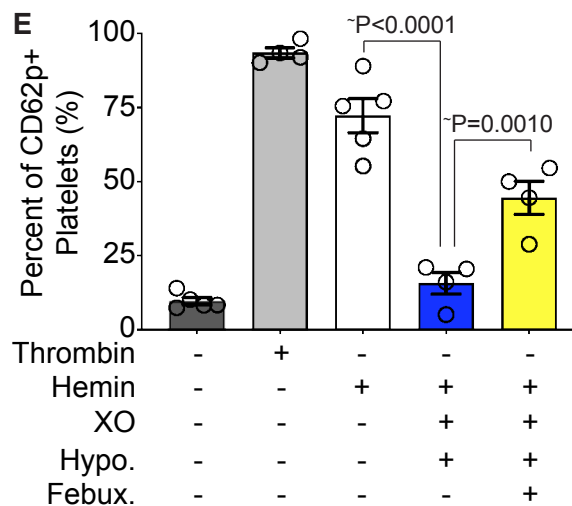 E
~P<0.0001
~P=0.0010
Percent of CD62p+
Platelets (%)
100
75
50
25
0
Thrombin - + - - -
Hemin - - + + +
XO - - - + +
Hypo. - - - + +
Febux. - - - - +